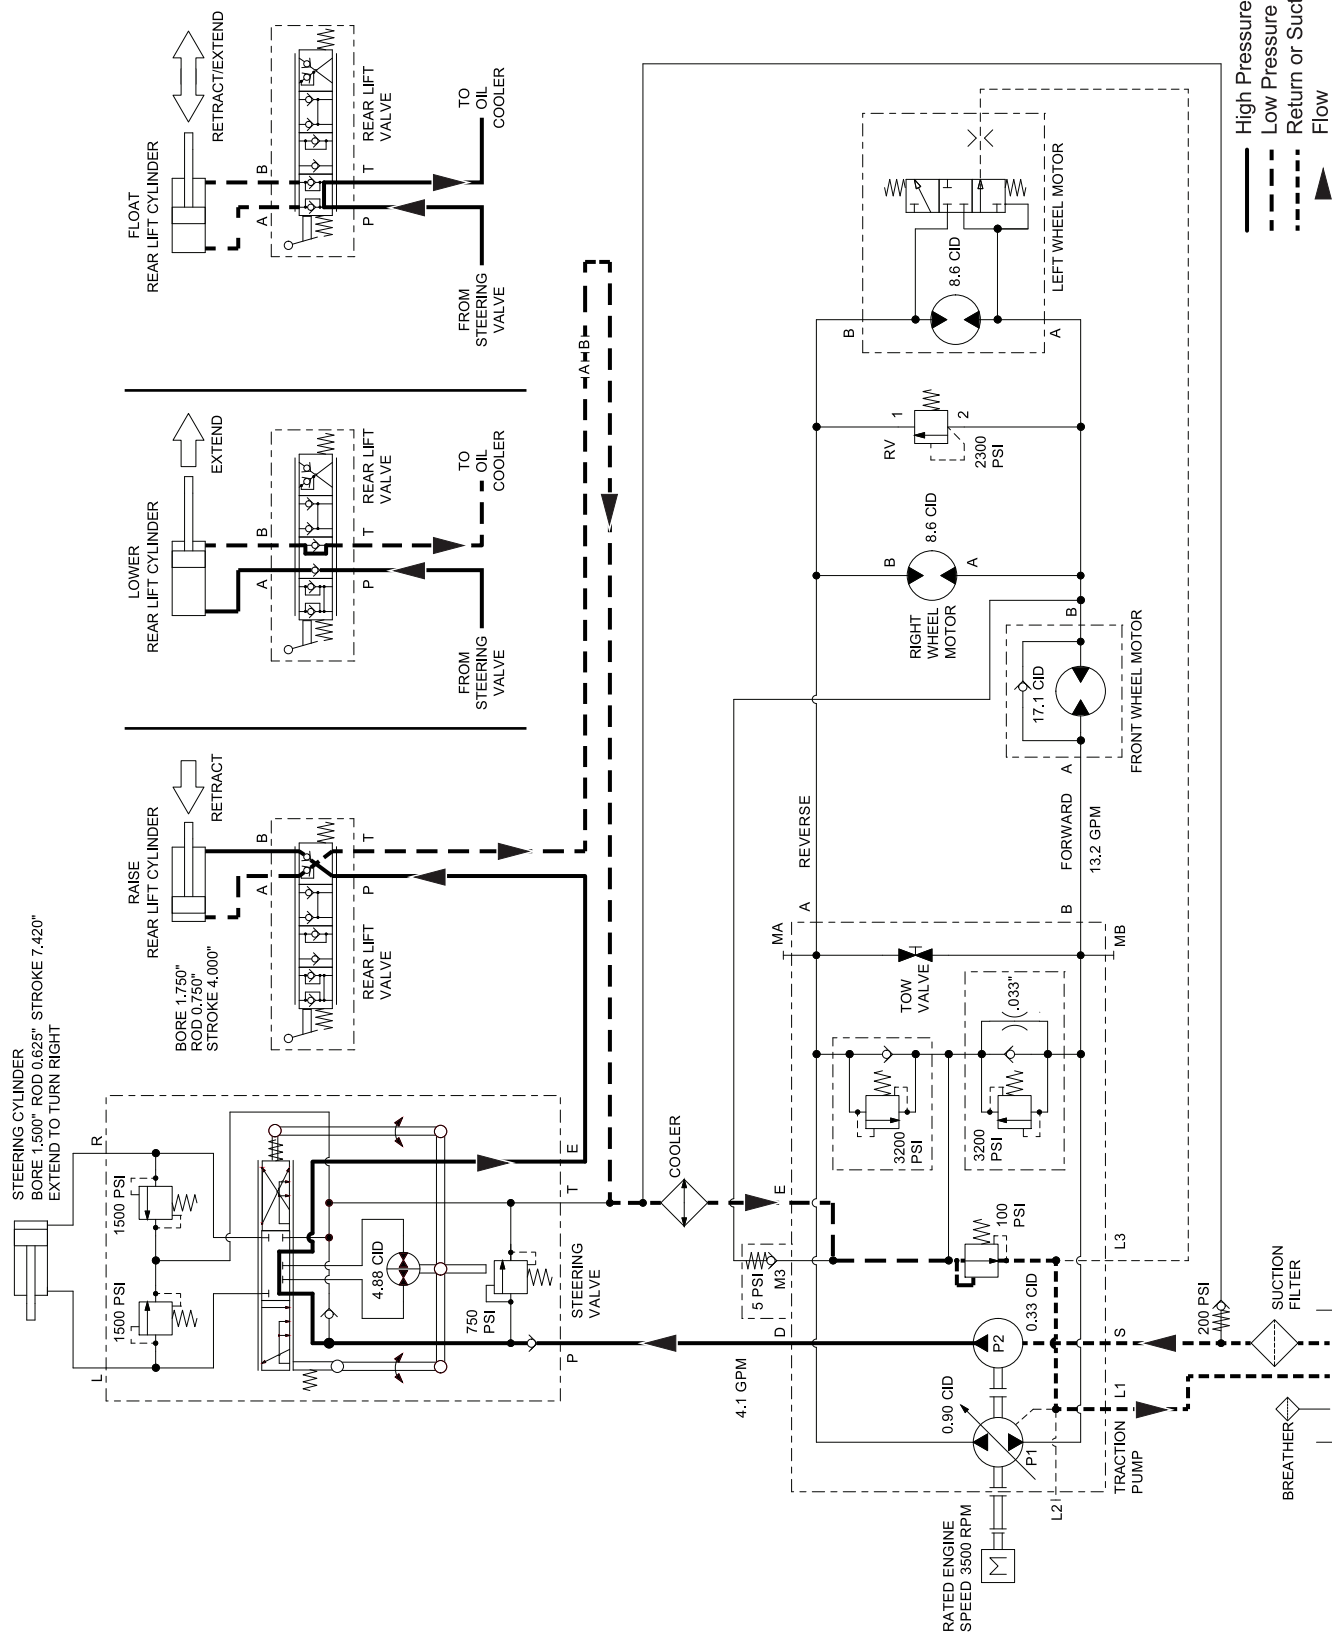 STEERING CYLINDER
BORE 1.500" ROD 0.625" STROKE 7.420"
EXTEND TO TURN RIGHT
L
R
1500 PSI
1500 PSI
4.88 CID
750
PSI
P
T
E
STEERING
VALVE
RAISE
REAR LIFT CYLINDER
BORE 1.750"
ROD 0.750"
STROKE 4.000"
RETRACT
A
B
P
T
REAR LIFT
VALVE
LOWER
REAR LIFT CYLINDER
EXTEND
A
B
P
T
REAR LIFT
VALVE
FROM
STEERING
VALVE
TO
OIL
COOLER
FLOAT
REAR LIFT CYLINDER
RETRACT/EXTEND
A
B
P
T
REAR LIFT
VALVE
FROM
STEERING
VALVE
TO
OIL
COOLER
(A1-B)
COOLER
4.1 GPM
D
5 PSI
M3
E
MA
A
REVERSE
3200
PSI
3200
PSI
.033"
TOW
VALVE
100
PSI
0.90 CID
P1
P2
0.33 CID
RATED ENGINE
SPEED 3500 RPM
M
L2
TRACTION
PUMP
L1
S
L3
MB
B
FORWARD
13.2 GPM
A
17.1 CID
B
FRONT WHEEL MOTOR
RIGHT
WHEEL
MOTOR
B
A
8.6 CID
RV
1
2
2300
PSI
B
A
8.6 CID
LEFT WHEEL MOTOR
200 PSI
SUCTION
FILTER
BREATHER
High Pressure
Low Pressure
Return or Suct
Flow